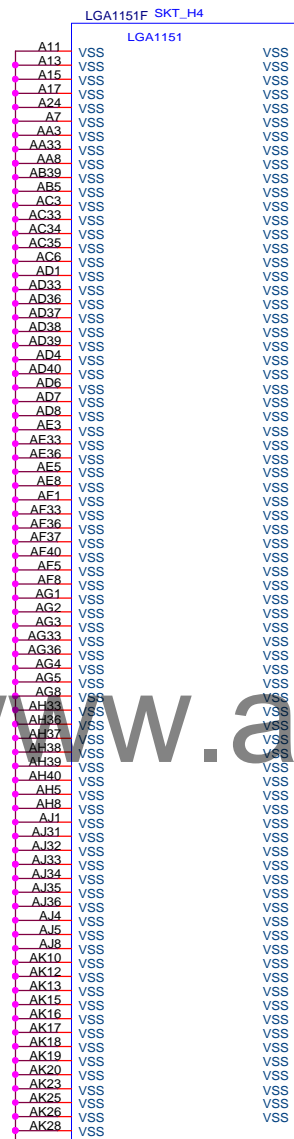 LGA1151F SKT_H4
LGA1151
A11 VSS VSS
A13 VSS VSS
A15 VSS VSS
A17 VSS VSS
A24 VSS VSS
A7 VSS VSS
AA3 VSS VSS
AA33 VSS VSS
AA8 VSS VSS
AB39 VSS VSS
AB5 VSS VSS
AC3 VSS VSS
AC33 VSS VSS
AC34 VSS VSS
AC35 VSS VSS
AC6 VSS VSS
AD1 VSS VSS
AD33 VSS VSS
AD36 VSS VSS
AD37 VSS VSS
AD38 VSS VSS
AD39 VSS VSS
AD4 VSS VSS
AD40 VSS VSS
AD6 VSS VSS
AD7 VSS VSS
AD8 VSS VSS
AE3 VSS VSS
AE33 VSS VSS
AE36 VSS VSS
AE5 VSS VSS
AE8 VSS VSS
AF1 VSS VSS
AF33 VSS VSS
AF36 VSS VSS
AF37 VSS VSS
AF40 VSS VSS
AF5 VSS VSS
AF8 VSS VSS
AG1 VSS VSS
AG2 VSS VSS
AG3 VSS VSS
AG33 VSS VSS
AG36 VSS VSS
AG4 VSS VSS
AG5 VSS VSS
AG8 VSS VSS
AH33 VSS VSS
AH36 VSS VSS
www.a
AH37 VSS VSS
AH38 VSS VSS
AH39 VSS VSS
AH40 VSS VSS
AH5 VSS VSS
AH8 VSS VSS
AJ1 VSS VSS
AJ31 VSS VSS
AJ32 VSS VSS
AJ33 VSS VSS
AJ34 VSS VSS
AJ35 VSS VSS
AJ36 VSS VSS
AJ4 VSS VSS
AJ5 VSS VSS
AJ8 VSS VSS
AK10 VSS VSS
AK12 VSS VSS
AK13 VSS VSS
AK15 VSS VSS
AK16 VSS VSS
AK17 VSS VSS
AK18 VSS VSS
AK19 VSS VSS
AK20 VSS VSS
AK23 VSS VSS
AK25 VSS VSS
AK26 VSS VSS
AK28 VSS